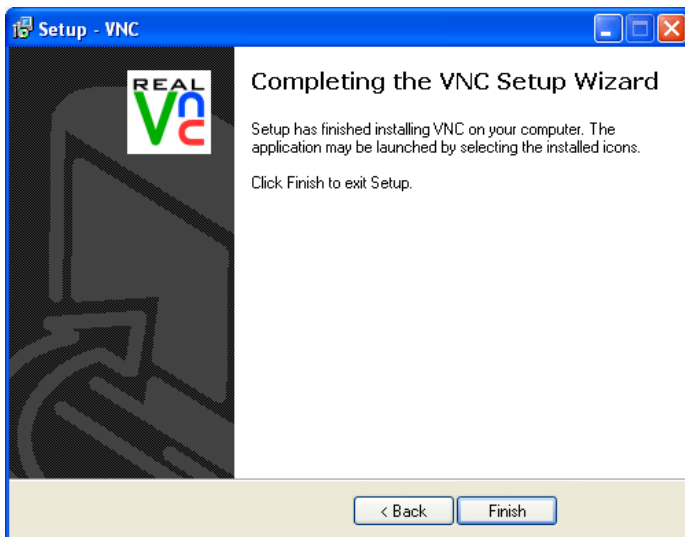 Setup - VNC
REAL
VNC
Completing the VNC Setup Wizard
Setup has finished installing VNC on your computer. The
application may be launched by selecting the installed icons.
Click Finish to exit Setup.
< Back
Finish